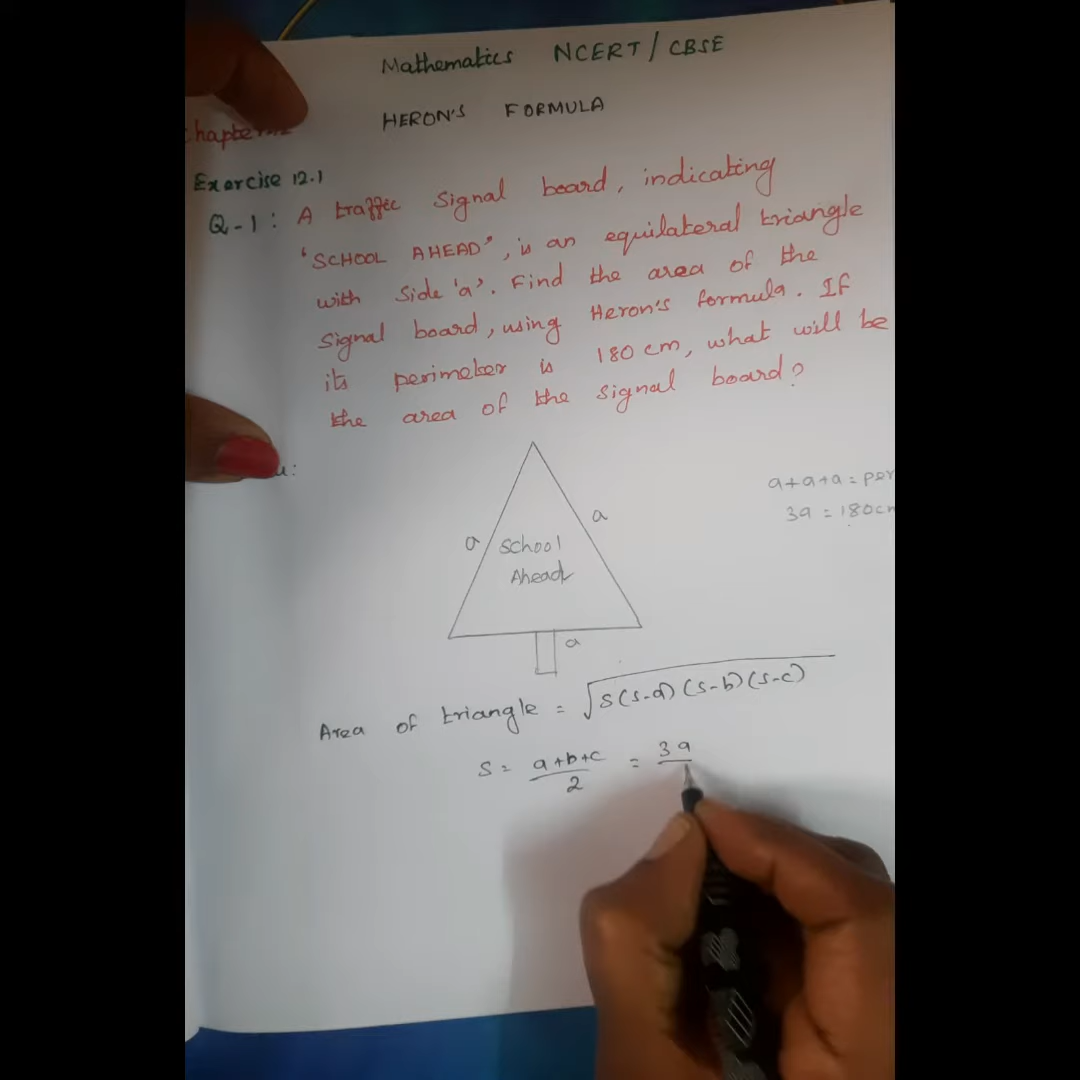 Mathematics NCERT / CBSE
HERON'S FORMULA
Exercise 12.1
Q-1: A traffic signal board, indicating
'SCHOOL AHEAD', is an equilateral triangle
with side 'a'. Find the area of the
signal board, using Heron's formula. If
its perimeter is 180 cm, what will be
the area of the signal board?
a+a+a = per
3a = 180cm
a
a
School
Ahead
a
Area of triangle = √s(s-a)(s-b)(s-c)
S = a+b+c/2 = 3a